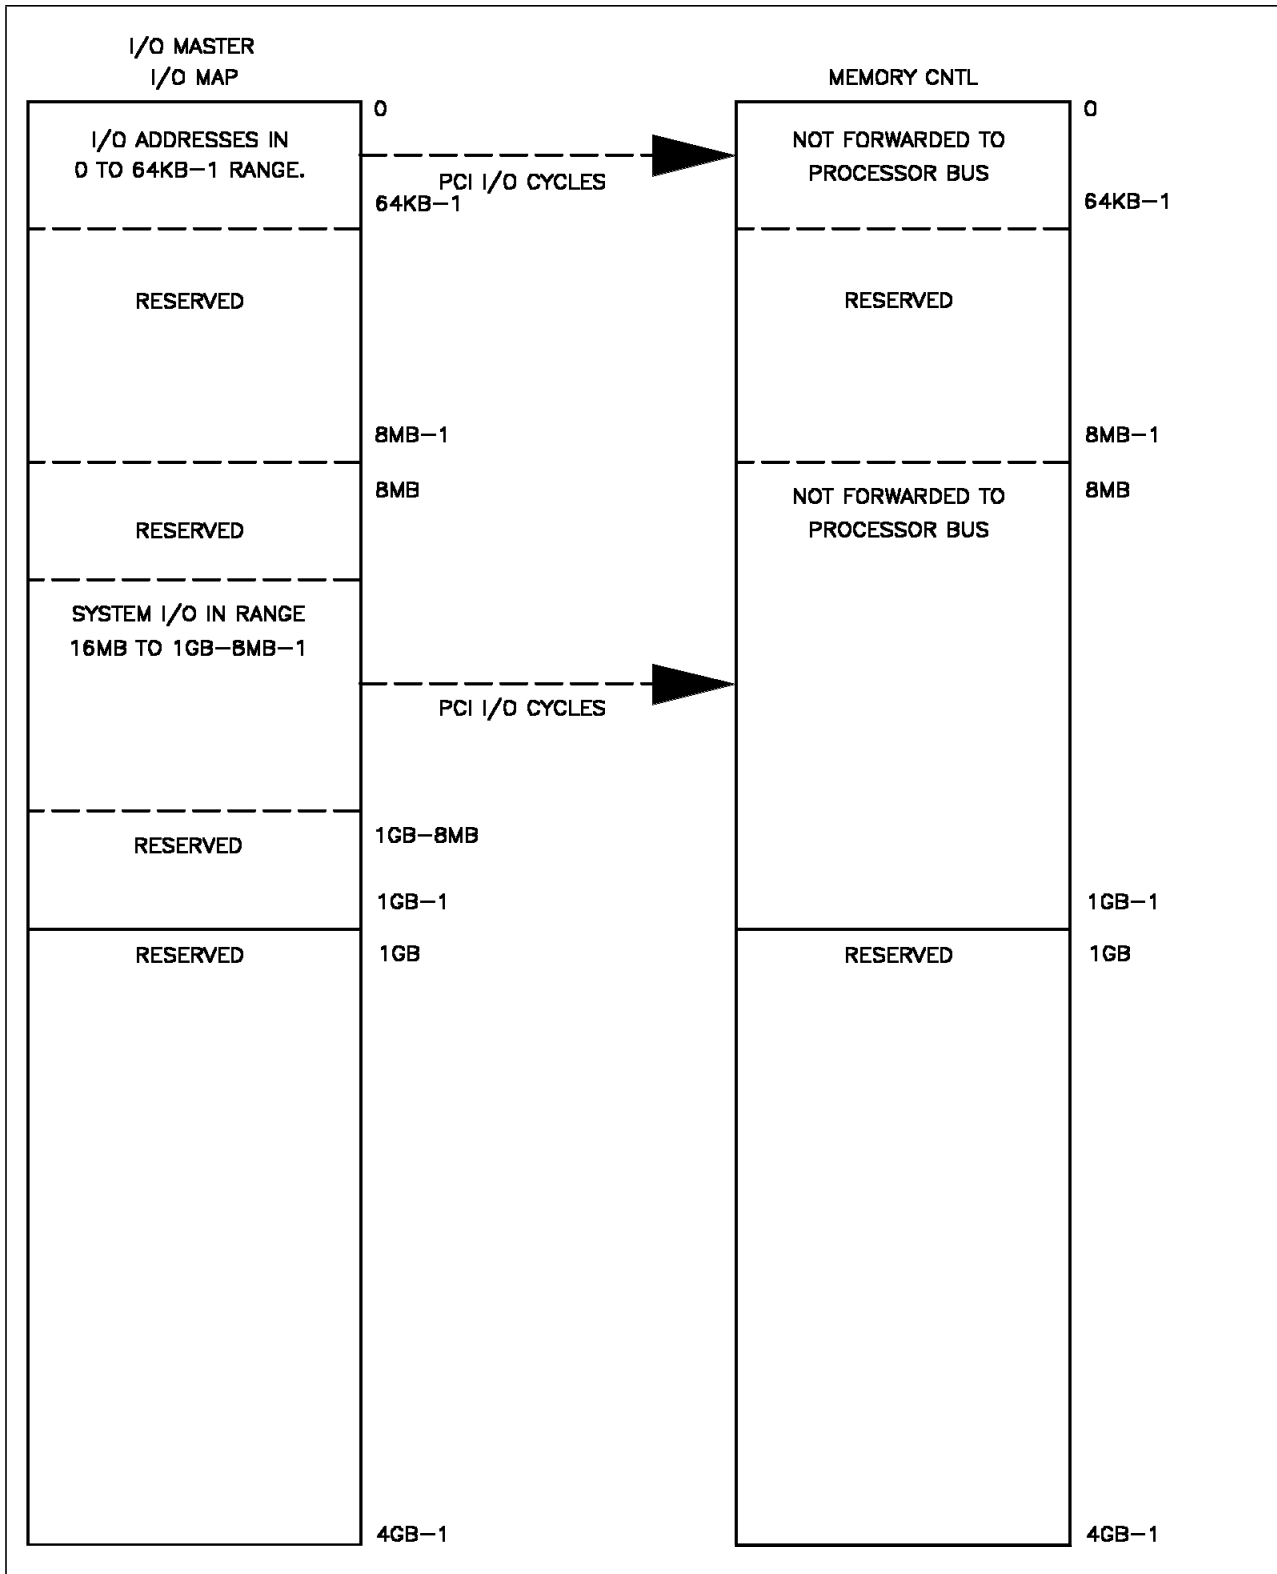 I/O MASTER
I/O MAP
0
I/O ADDRESSES IN
0 TO 64KB-1 RANGE.
64KB-1
RESERVED
8MB-1
8MB
RESERVED
SYSTEM I/O IN RANGE
16MB TO 1GB-8MB-1
1GB-8MB
RESERVED
1GB-1
RESERVED
1GB
4GB-1
PCI I/O CYCLES
PCI I/O CYCLES
MEMORY CNTL
0
NOT FORWARDED TO
PROCESSOR BUS
64KB-1
RESERVED
8MB-1
8MB
NOT FORWARDED TO
PROCESSOR BUS
1GB-1
RESERVED
1GB
4GB-1